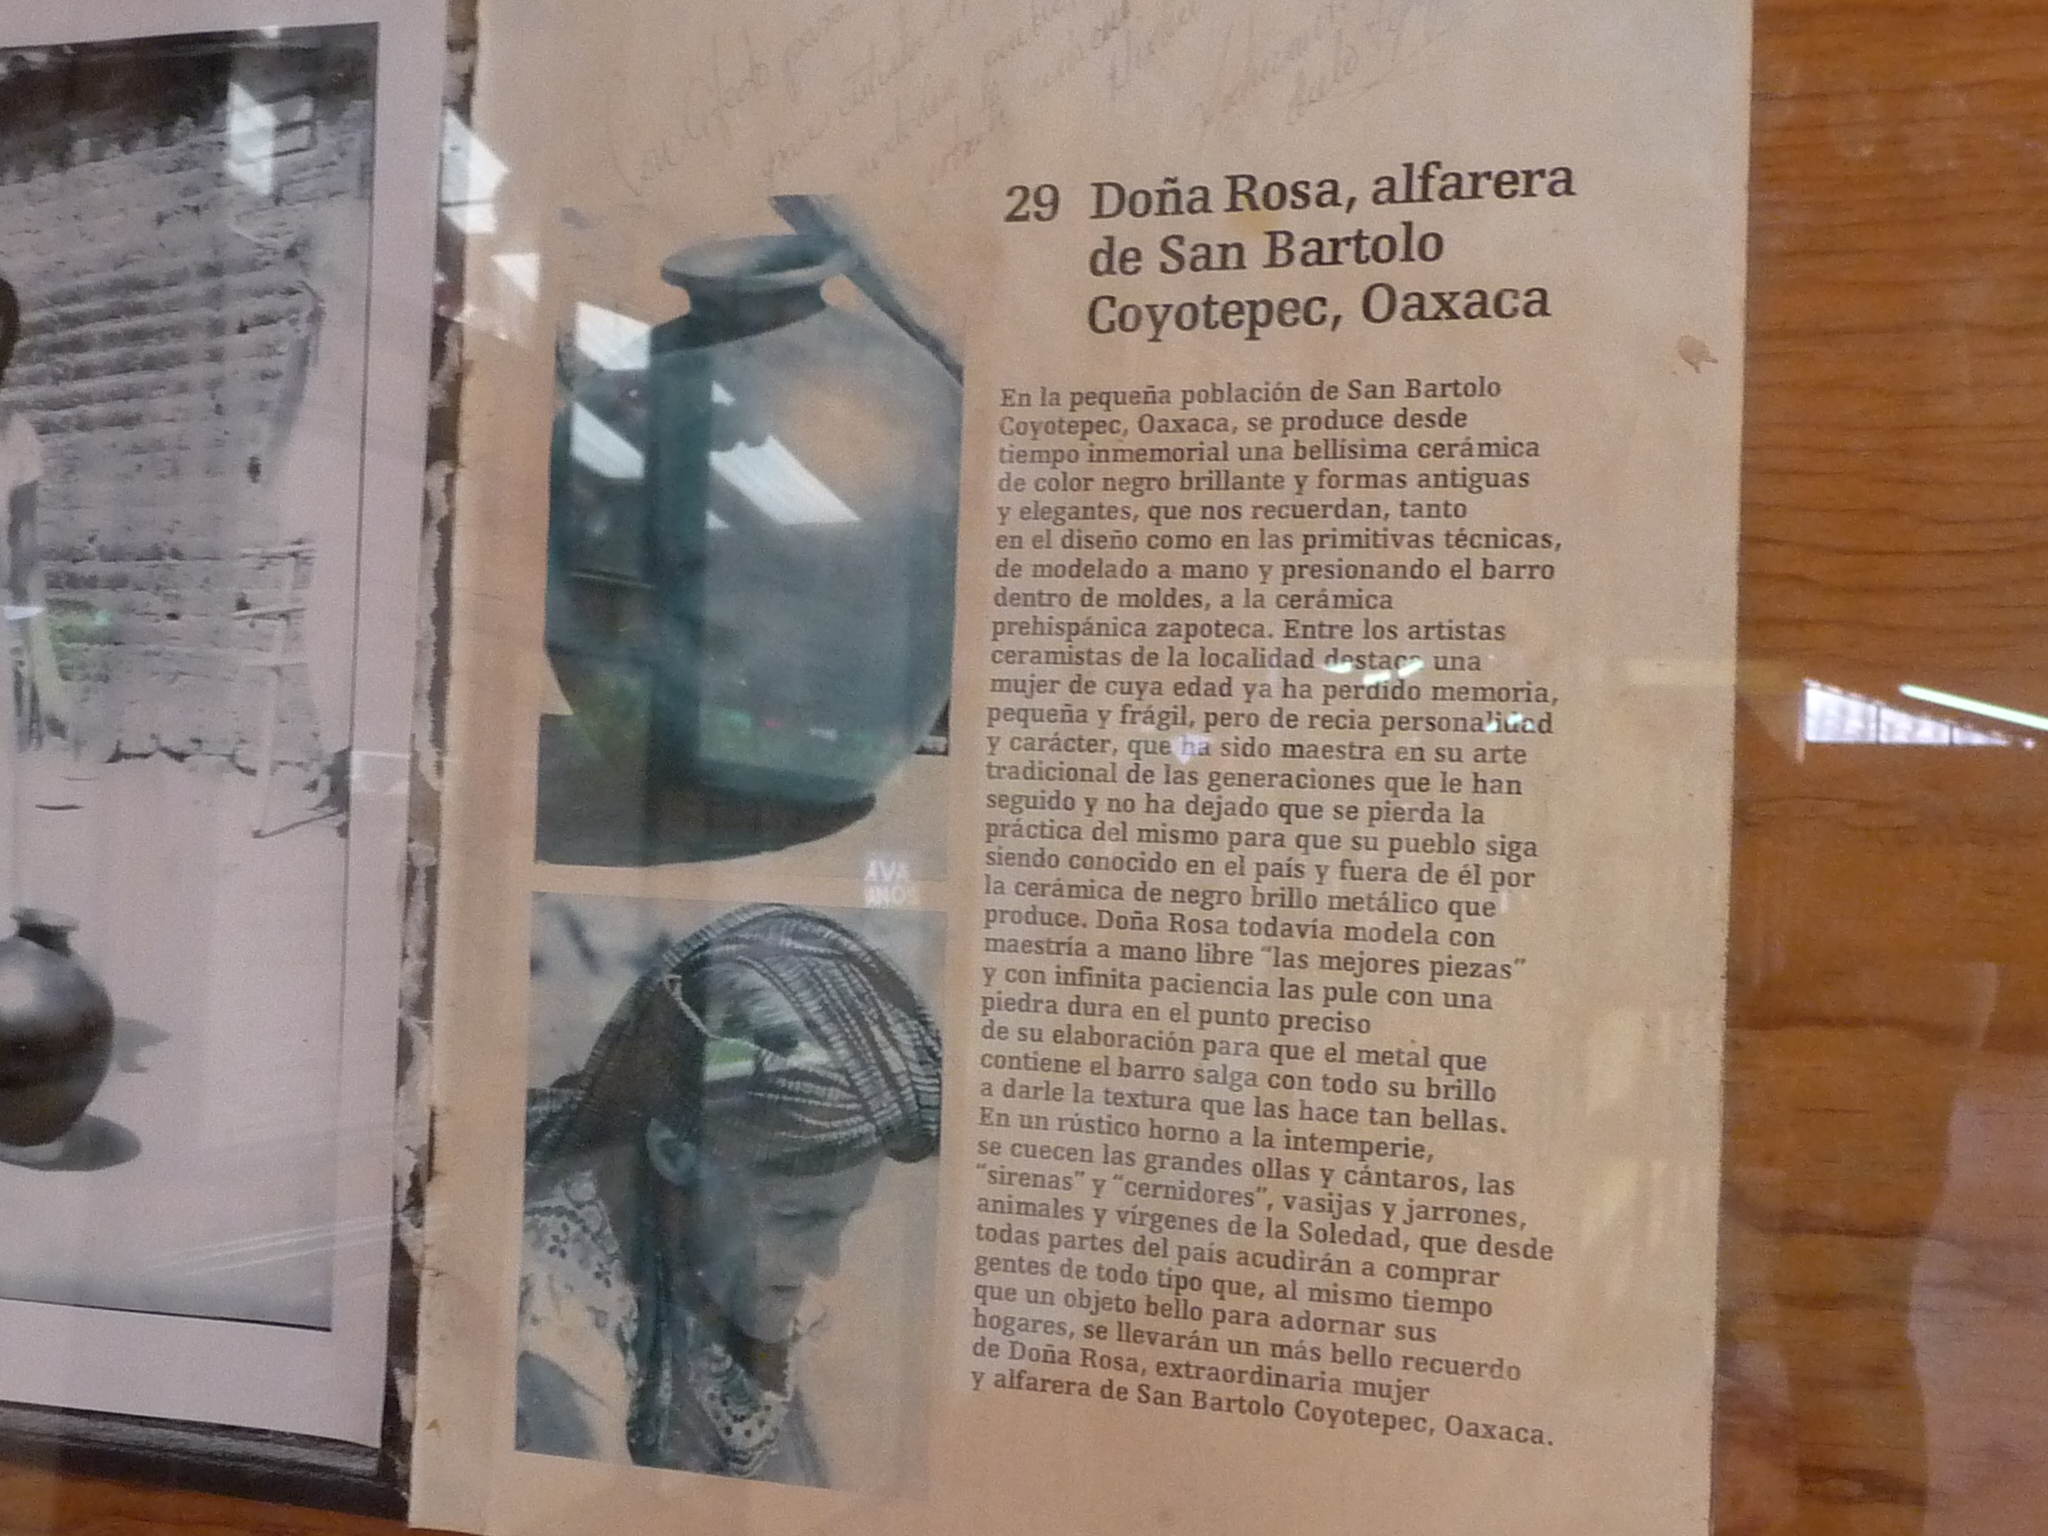 29 Doña Rosa, alfarera
de San Bartolo
Coyotepec, Oaxaca
En la pequeña población de San Bartolo
Coyotepec, Oaxaca, se produce desde
tiempo inmemorial una bellísima cerámica
de color negro brillante y formas antiguas
y elegantes, que nos recuerdan, tanto
en el diseño como en las primitivas técnicas,
de modelado a mano y presionando el barro
dentro de moldes, a la cerámica
prehispánica zapoteca. Entre los artistas
ceramistas de la localidad destaca una
mujer de cuya edad ya ha perdido memoria,
pequeña y frágil, pero de recia personalidad
y carácter, que ha sido maestra en su arte
tradicional de las generaciones que le han
seguido y no ha dejado que se pierda la
práctica del mismo para que su pueblo siga
siendo conocido en el país y fuera de él por
la cerámica de negro brillo metálico que
produce. Doña Rosa todavía modela con
maestría a mano libre “las mejores piezas”
y con infinita paciencia las pule con una
piedra dura en el punto preciso
de su elaboración para que el metal que
contiene el barro salga con todo su brillo
a darle la textura que las hace tan bellas.
En un rústico horno a la intemperie,
se cuecen las grandes ollas y cántaros, las
“sirenas” y “cernidores”, vasijas y jarrones,
animales y vírgenes de la Soledad, que desde
todas partes del país acudirán a comprar
gentes de todo tipo que, al mismo tiempo
que un objeto bello para adornar sus
hogares, se llevarán un más bello recuerdo
de Doña Rosa, extraordinaria mujer
y alfarera de San Bartolo Coyotepec, Oaxaca.